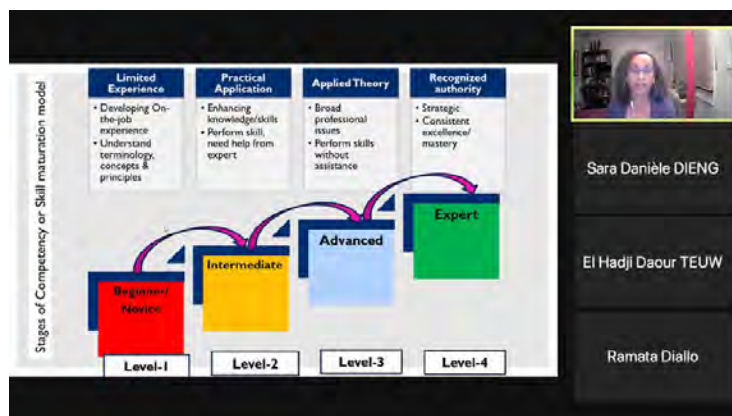 Stages of Competency or Skill maturation model
Limited
Experience
• Developing On-
the-job
experience
• Understand
terminology,
concepts &
principles
Practical
Application
• Enhancing
knowledge/skills
• Perform skill,
need help from
expert
Applied Theory
• Broad
professional
issues
• Perform skills
without
assistance
Recognized
authority
• Strategic
• Consistent
excellence/
mastery
Beginner/
Novice
Intermediate
Advanced
Expert
Level-1
Level-2
Level-3
Level-4
Sara Danièle DIENG
El Hadji Daour TEUW
Ramata Diallo